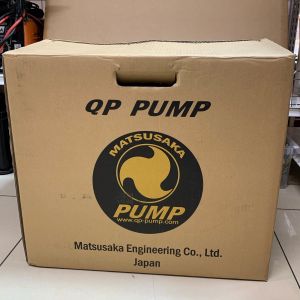 QP PUMP
MATSUSAKA
PUMP
www.qp-pump.com
Matsusaka Engineering Co., Ltd.
Japan